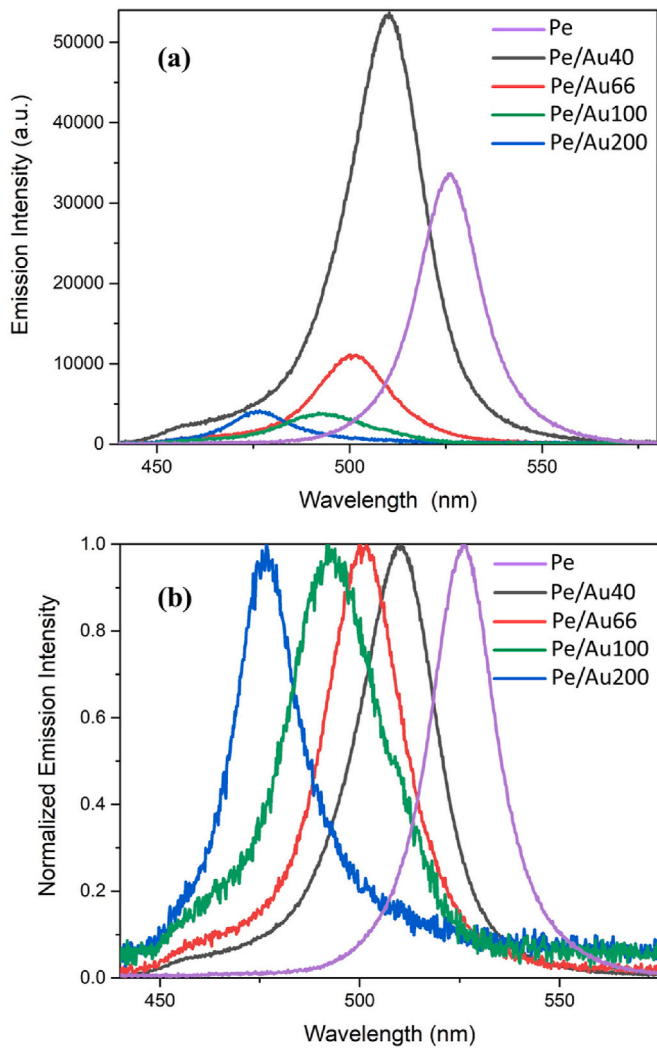 (a)
Pe
Pe/Au40
Pe/Au66
Pe/Au100
Pe/Au200
50000
40000
30000
20000
10000
0
Emission Intensity (a.u.)
450 500 550
Wavelength (nm)
(b)
Pe
Pe/Au40
Pe/Au66
Pe/Au100
Pe/Au200
1.0
0.8
0.6
0.4
0.2
0.0
Normalized Emission Intensity
450 500 550
Wavelength (nm)